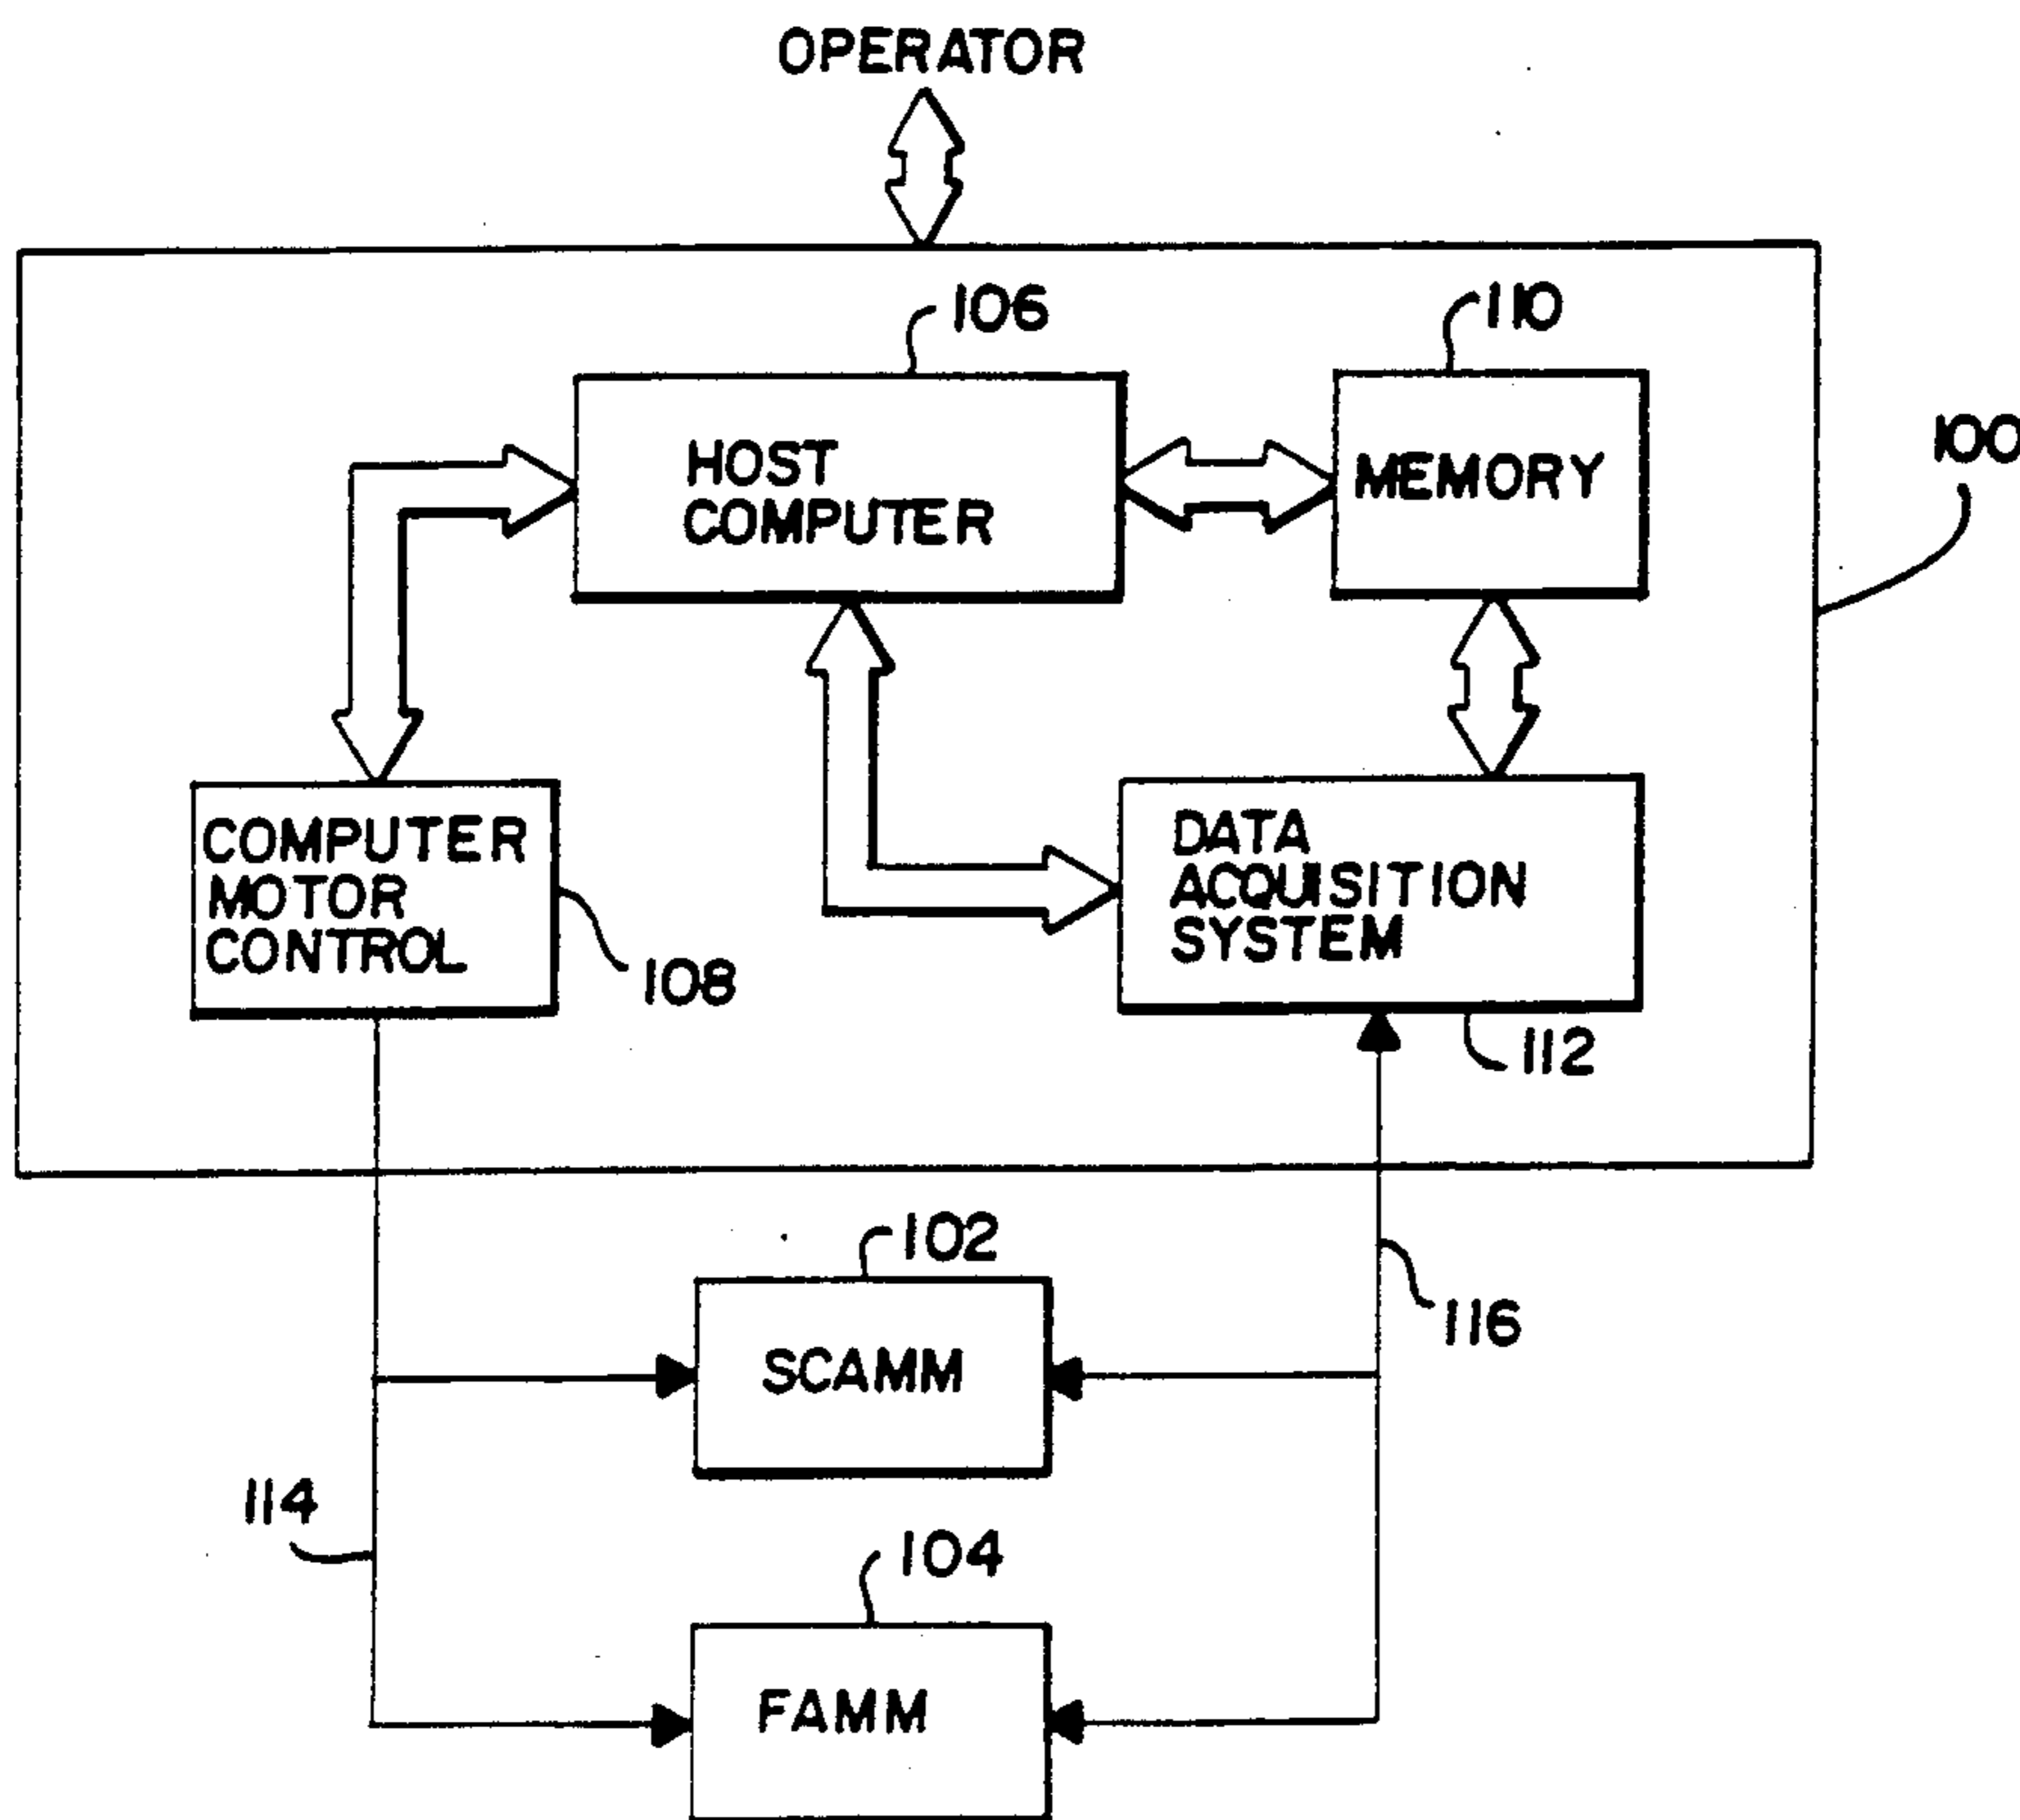 OPERATOR
106
110
100
HOST
COMPUTER
MEMORY
COMPUTER
MOTOR
CONTROL
108
DATA
ACQUISITION
SYSTEM
112
102
SCAMM
116
114
104
FAMM